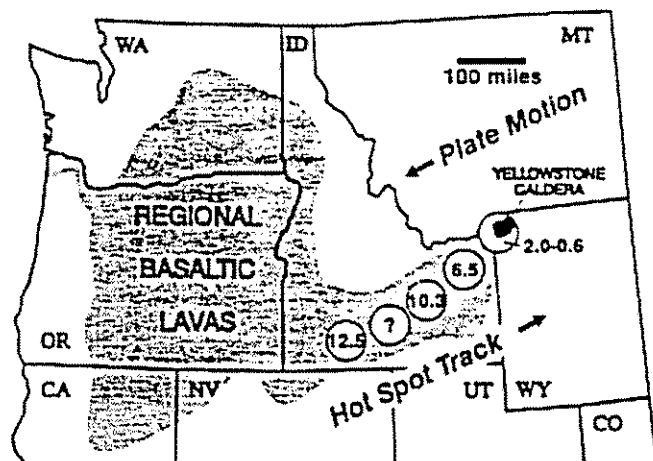 WA
ID
MT
100 miles
Plate Motion
YELLOWSTONE
CALDERA
REGIONAL
BASALTIC
LAVAS
2.0-0.6
6.5
10.3
?
12.5
OR
Hot Spot Track
CA
NV
UT
WY
CO